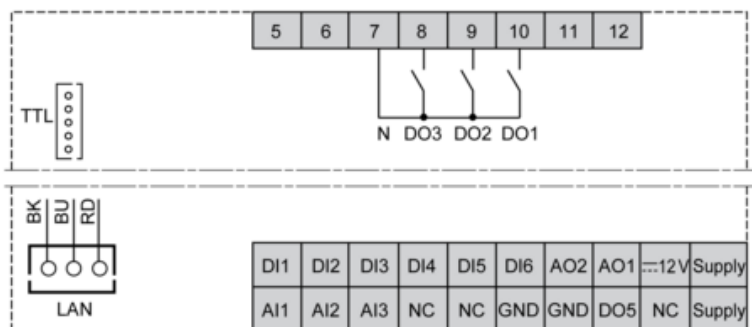 5 6 7 8 9 10 11 12
TTL
N DO3 DO2 DO1
BK BU RD
LAN
DI1 DI2 DI3 DI4 DI5 DI6 AO2 AO1 ⎓12V Supply
AI1 AI2 AI3 NC NC GND GND DO5 NC Supply